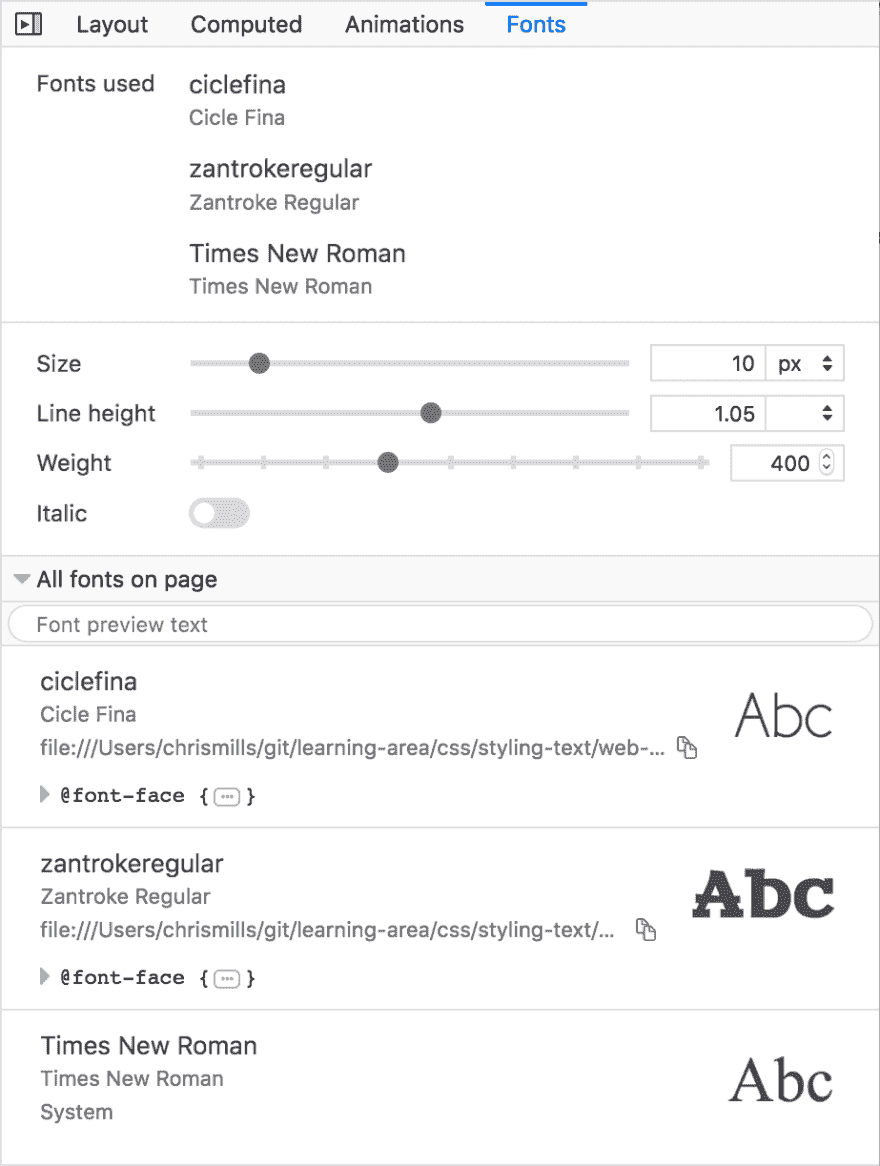 Layout Computed Animations Fonts
Fonts used ciclefina
Cicle Fina
zantrokeregular
Zantroke Regular
Times New Roman
Times New Roman
Size 10 px
Line height 1.05
Weight 400
Italic
All fonts on page
Font preview text
ciclefina
Cicle Fina
file:///Users/chrismills/git/learning-area/css/styling-text/web-...
Abc
@font-face { ... }
zantrokeregular
Zantroke Regular
file:///Users/chrismills/git/learning-area/css/styling-text/...
Abc
@font-face { ... }
Times New Roman
Times New Roman
System
Abc